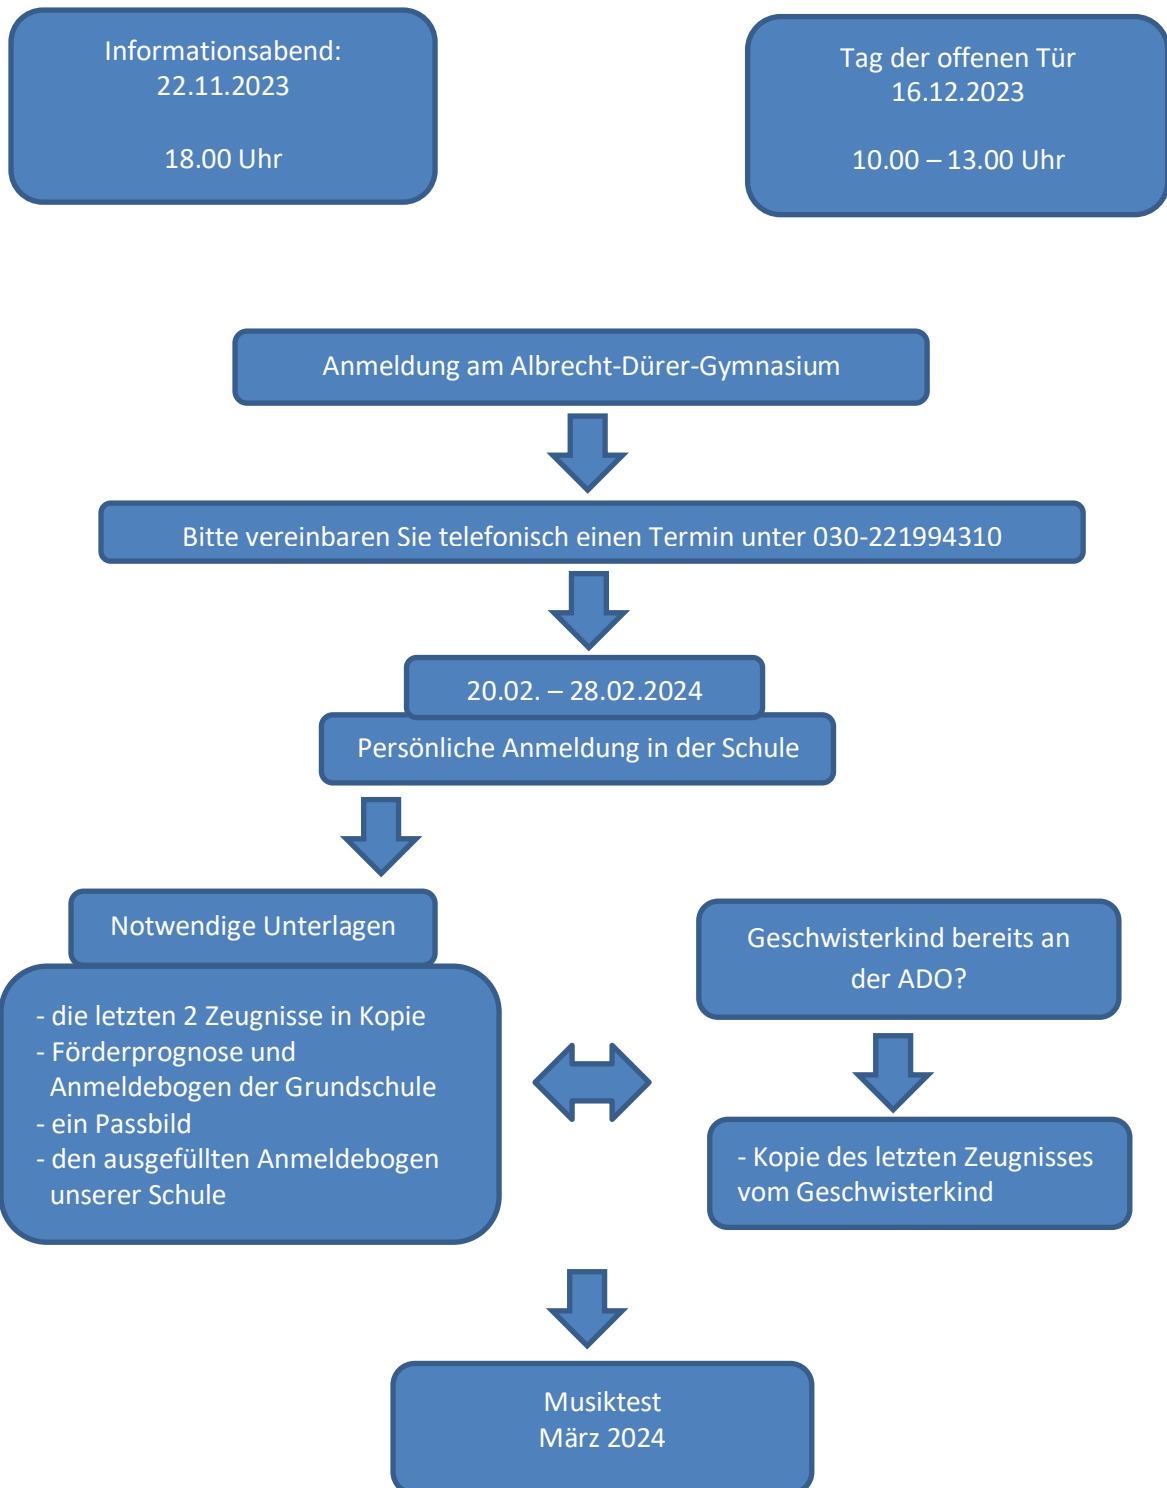 Informationsabend:
22.11.2023
18.00 Uhr
Tag der offenen Tür
16.12.2023
10.00 – 13.00 Uhr
Anmeldung am Albrecht-Dürer-Gymnasium
Bitte vereinbaren Sie telefonisch einen Termin unter 030-221994310
20.02. – 28.02.2024
Persönliche Anmeldung in der Schule
Notwendige Unterlagen
- die letzten 2 Zeugnisse in Kopie
- Förderprognose und
Anmeldebogen der Grundschule
- ein Passbild
- den ausgefüllten Anmeldebogen
unserer Schule
Geschwisterkind bereits an
der ADO?
- Kopie des letzten Zeugnisses
vom Geschwisterkind
Musiktest
März 2024